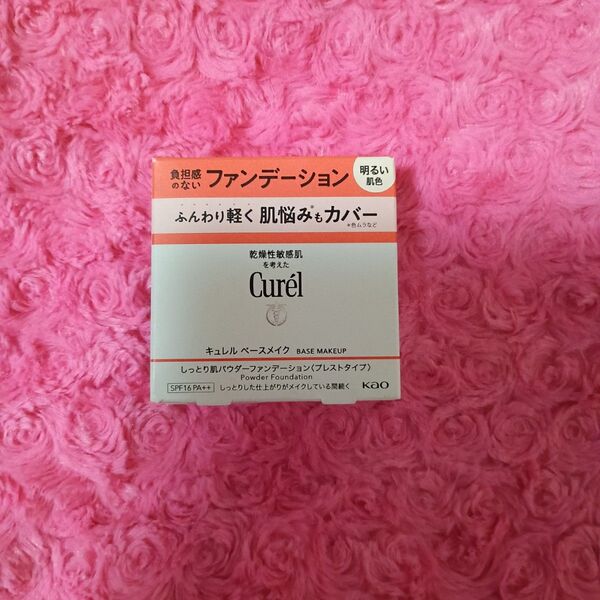 負担感のない ファンデーション 明るい肌色
ふんわり軽く 肌悩み*もカバー
*色ムラなど
乾燥性敏感肌
を考えた
Curél
キュレル ベースメイク BASE MAKEUP
しっとり肌パウダーファンデーション〈プレストタイプ〉
Powder Foundation
SPF16 PA++ しっとりした仕上がりがメイクしている間続く Kao